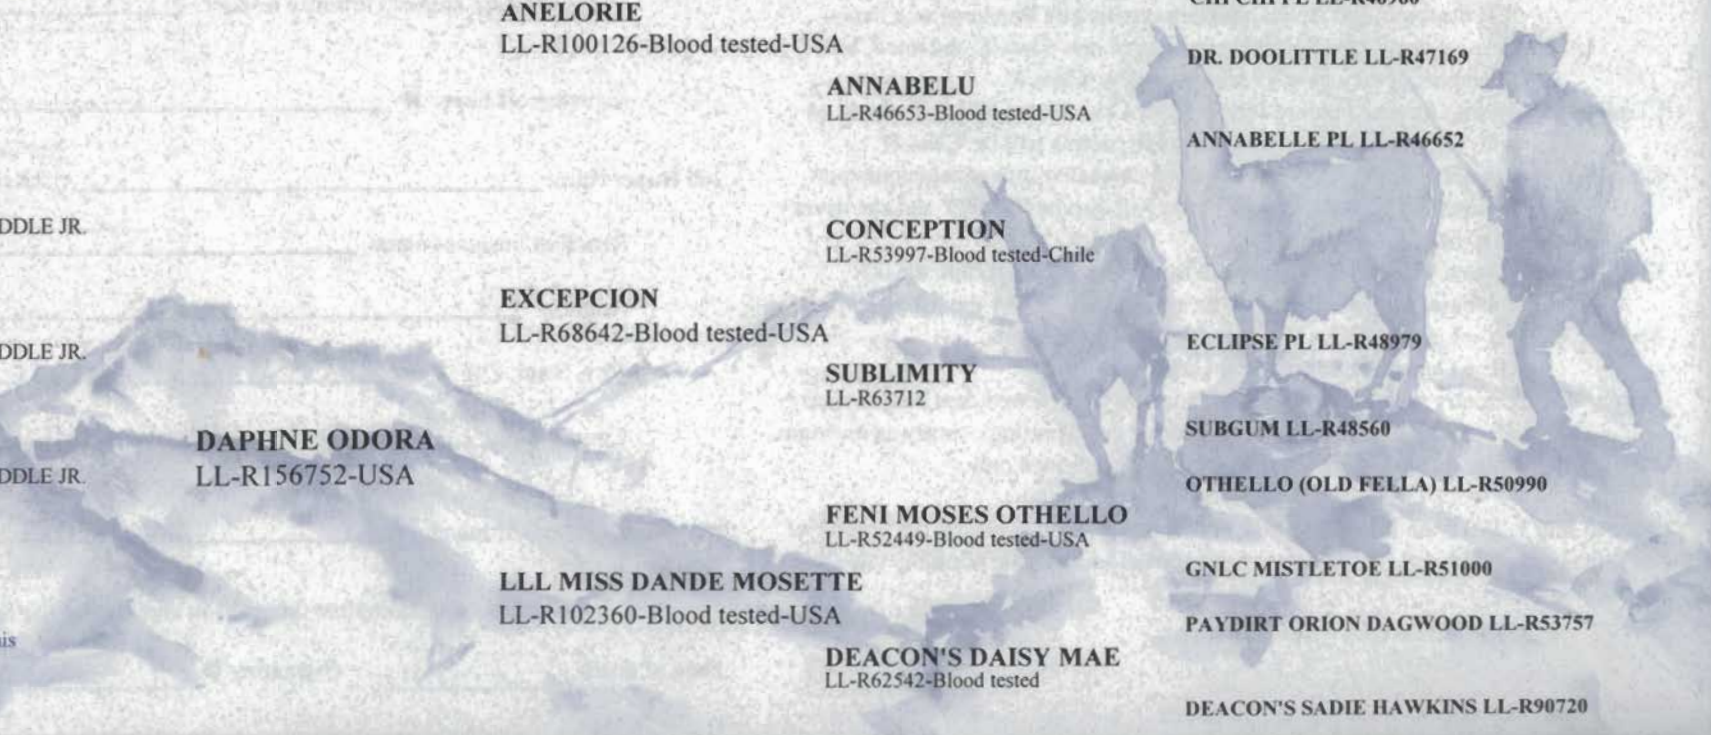 ANELORIE
LL-R100126-Blood tested-USA
DR. DOOLITTLE LL-R47169
ANNABELU
LL-R46653-Blood tested-USA
ANNABELLE PL LL-R46652
DDLE JR.
CONCEPTION
LL-R53997-Blood tested-Chile
EXCEPCION
LL-R68642-Blood tested-USA
ECLIPSE PL LL-R48979
DDLE JR.
SUBLIMITY
LL-R63712
SUBGUM LL-R48560
DAPHNE ODORA
LL-R156752-USA
DDLE JR.
OTHELLO (OLD FELLA) LL-R50990
FENI MOSES OTHELLO
LL-R52449-Blood tested-USA
GNLC MISTLETOE LL-R51000
LLL MISS DANDE MOSETTE
LL-R102360-Blood tested-USA
PAYDIRT ORION DAGWOOD LL-R53757
is
DEACON'S DAISY MAE
LL-R62542-Blood tested
DEACON'S SADIE HAWKINS LL-R90720